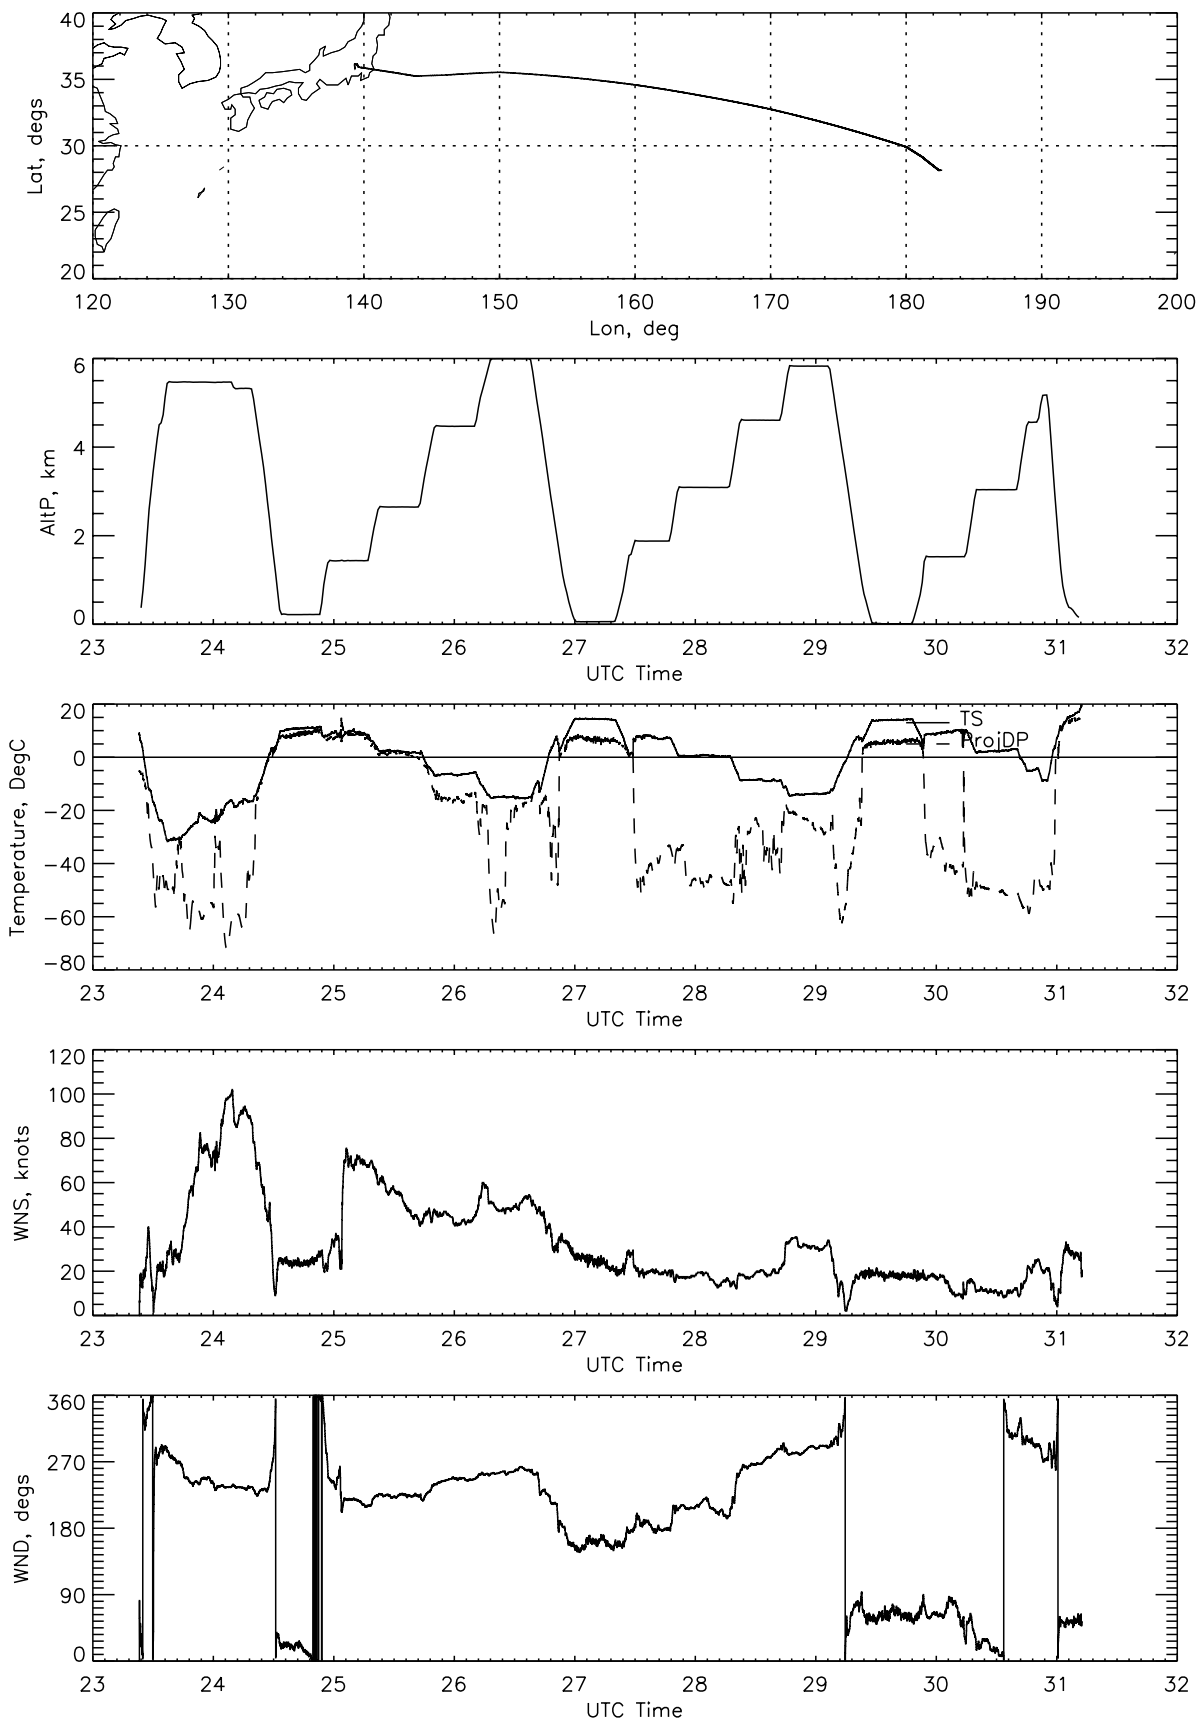 40
35
30
25
20
Lat, degs
120 130 140 150 160 170 180 190 200
Lon, deg
6
4
2
0
AltP, km
23 24 25 26 27 28 29 30 31 32
UTC Time
20
0
-20
-40
-60
-80
Temperature, DegC
TS
ProjDP
23 24 25 26 27 28 29 30 31 32
UTC Time
120
100
80
60
40
20
0
WNS, knots
23 24 25 26 27 28 29 30 31 32
UTC Time
360
270
180
90
0
WND, degs
23 24 25 26 27 28 29 30 31 32
UTC Time